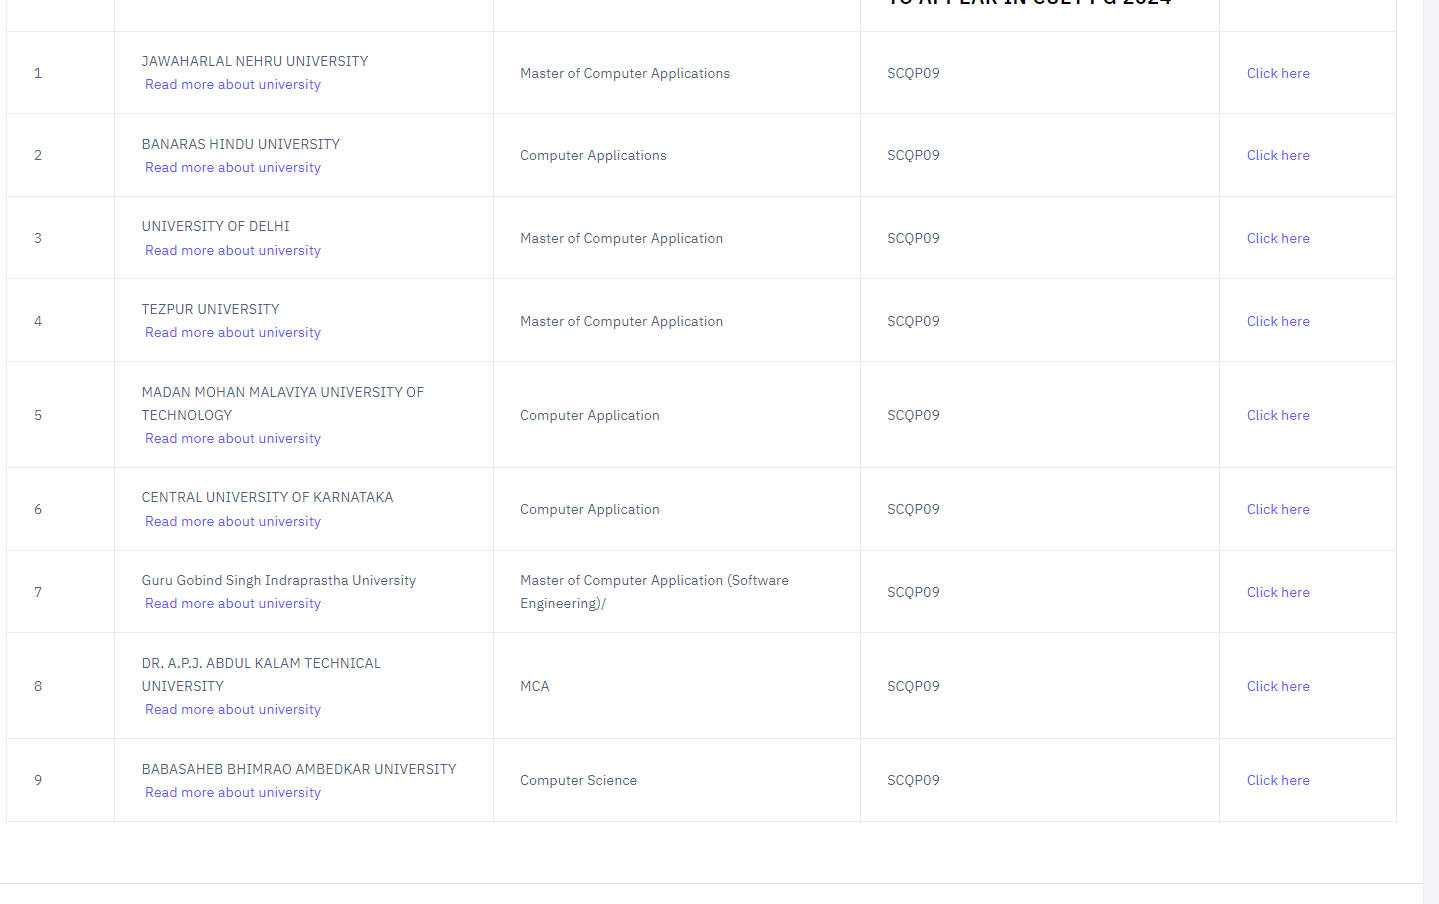 TO APPEAR IN CUET PG 2024
1
JAWAHARLAL NEHRU UNIVERSITY
Read more about university
Master of Computer Applications
SCQP09
Click here
2
BANARAS HINDU UNIVERSITY
Read more about university
Computer Applications
SCQP09
Click here
3
UNIVERSITY OF DELHI
Read more about university
Master of Computer Application
SCQP09
Click here
4
TEZPUR UNIVERSITY
Read more about university
Master of Computer Application
SCQP09
Click here
5
MADAN MOHAN MALAVIYA UNIVERSITY OF
TECHNOLOGY
Read more about university
Computer Application
SCQP09
Click here
6
CENTRAL UNIVERSITY OF KARNATAKA
Read more about university
Computer Application
SCQP09
Click here
7
Guru Gobind Singh Indraprastha University
Read more about university
Master of Computer Application (Software
Engineering)/
SCQP09
Click here
8
DR. A.P.J. ABDUL KALAM TECHNICAL
UNIVERSITY
Read more about university
MCA
SCQP09
Click here
9
BABASAHEB BHIMRAO AMBEDKAR UNIVERSITY
Read more about university
Computer Science
SCQP09
Click here